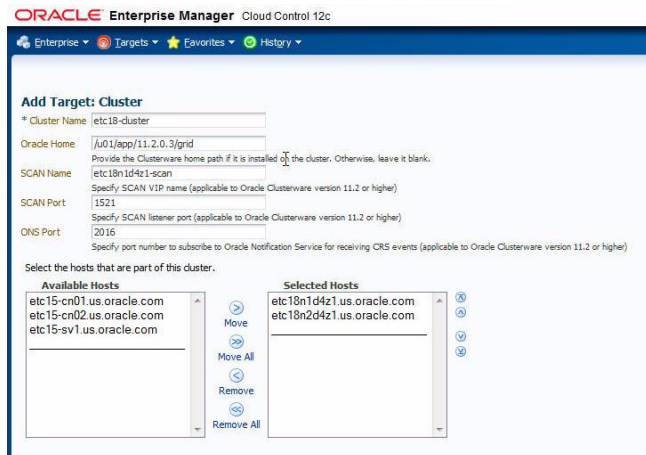 ORACLE Enterprise Manager Cloud Control 12c
Enterprise Targets Favorites History
Add Target: Cluster
* Cluster Name etc18-cluster
Oracle Home /u01/app/11.2.0.3/grid
Provide the Clusterware home path if it is installed on the cluster. Otherwise, leave it blank.
SCAN Name etc18n1d4z1-scan
Specify SCAN VIP name (applicable to Oracle Clusterware version 11.2 or higher)
SCAN Port 1521
Specify SCAN listener port (applicable to Oracle Clusterware version 11.2 or higher)
ONS Port 2016
Specify port number to subscribe to Oracle Notification Service for receiving CRS events (applicable to Oracle Clusterware version 11.2 or higher)
Select the hosts that are part of this cluster.
Available Hosts
etc15-cn01.us.oracle.com
etc15-cn02.us.oracle.com
etc15-sv1.us.oracle.com
Move
Move All
Remove
Remove All
Selected Hosts
etc18n1d4z1.us.oracle.com
etc18n2d4z1.us.oracle.com